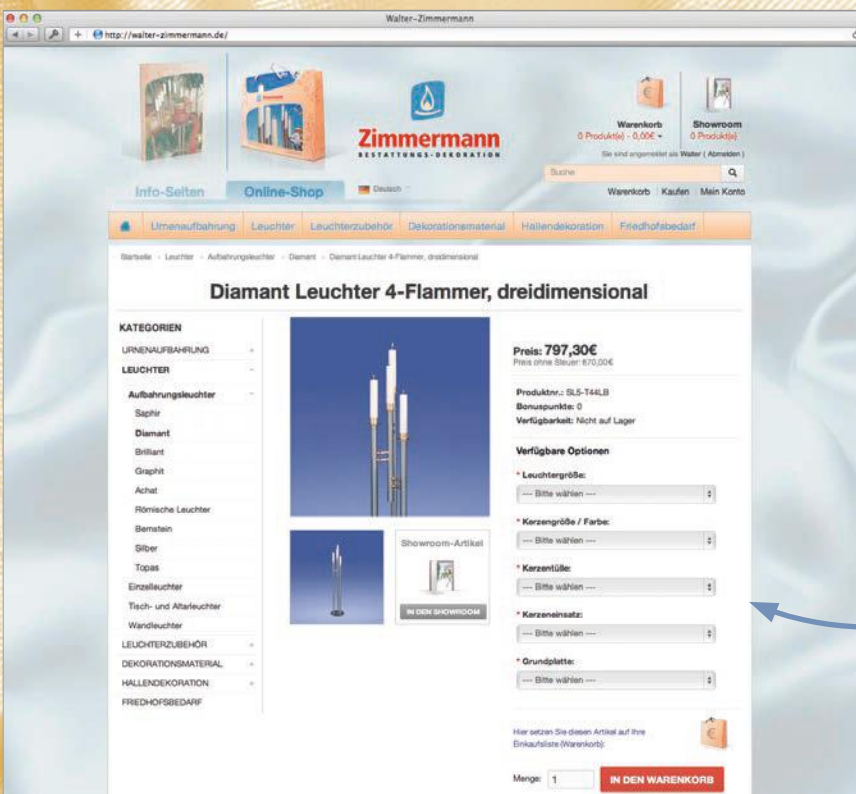 Walter-Zimmermann
http://walter-zimmermann.de/
Zimmermann
BESTATTUNGS-DEKORATION
Warenkorb
0 Produkt(e) - 0,00€
Showroom
0 Produkt(e)
Sie sind angemeldet als Walter ( Abmelden )
Suche
Info-Seiten
Online-Shop
Deutsch
Warenkorb Kaufen Mein Konto
Urnenaufbahrung Leuchter Leuchterzubehör Dekorationsmaterial Hallendekoration Friedhofsbedarf
Startseite Leuchter Aufbahrungsleuchter Diamant Diamant Leuchter 4-Flammer, dreidimensional
Diamant Leuchter 4-Flammer, dreidimensional
KATEGORIEN
URNENAUFBAHRUNG +
LEUCHTER -
Aufbahrungsleuchter -
Saphir
Diamant
Brilliant
Graphit
Achat
Römische Leuchter
Bernstein
Silber
Topas
Einzelleuchter
Tisch- und Altarleuchter
Wandleuchter
LEUCHTERZUBEHÖR +
DEKORATIONSMATERIAL +
HALLENDEKORATION +
FRIEDHOFSBEDARF
Showroom-Artikel
IN DEN SHOWROOM
Preis: 797,30€
Preis ohne Steuer: 670,00€
Produktnr.: SL5-T44LB
Bonuspunkte: 0
Verfügbarkeit: Nicht auf Lager
Verfügbare Optionen
* Leuchtergröße:
--- Bitte wählen ---
* Kerzengröße / Farbe:
--- Bitte wählen ---
* Kerzentülle:
--- Bitte wählen ---
* Kerzeneinsatz:
--- Bitte wählen ---
* Grundplatte:
--- Bitte wählen ---
Hier setzen Sie diesen Artikel auf Ihre
Einkaufsliste (Warenkorb):
€
Menge: 1
IN DEN WARENKORB